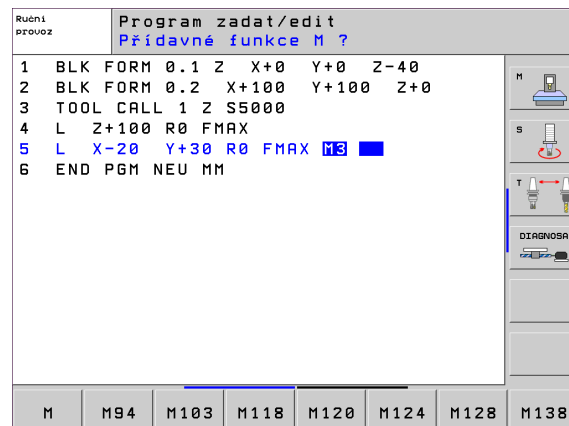 Ruční
provoz
Program zadat/edit
Přídavné funkce M ?
1 BLK FORM 0.1 Z X+0 Y+0 Z-40
2 BLK FORM 0.2 X+100 Y+100 Z+0
3 TOOL CALL 1 Z S5000
4 L Z+100 R0 FMAX
5 L X-20 Y+30 R0 FMAX M3
6 END PGM NEU MM
M
S
T
DIAGNOSA
M M94 M103 M118 M120 M124 M128 M138